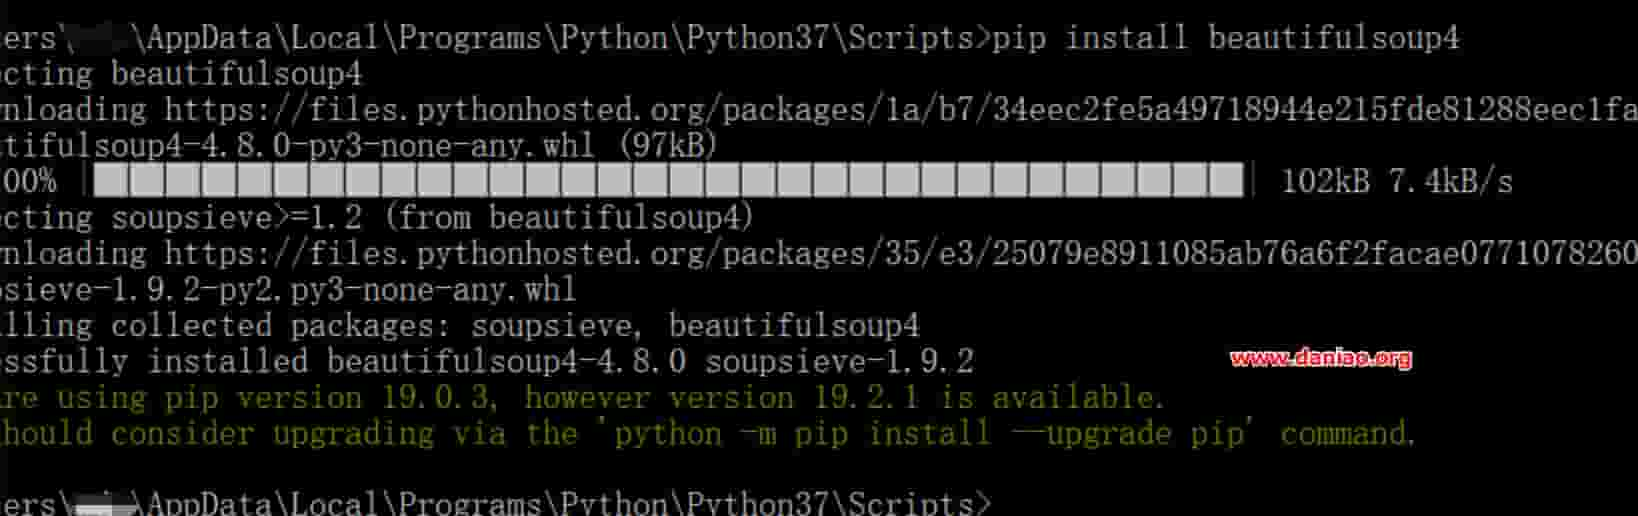 ers\ \AppData\Local\Programs\Python\Python37\Scripts>pip install beautifulsoup4
ecting beautifulsoup4
nloading https://files.pythonhosted.org/packages/1a/b7/34eec2fe5a49718944e215fde81288eec1fa
tifulsoup4-4.8.0-py3-none-any.whl (97kB)
00% 102kB 7.4kB/s
ecting soupsieve>=1.2 (from beautifulsoup4)
nloading https://files.pythonhosted.org/packages/35/e3/25079e8911085ab76a6f2facae0771078260
sieve-1.9.2-py2.py3-none-any.whl
lling collected packages: soupsieve, beautifulsoup4
essfully installed beautifulsoup4-4.8.0 soupsieve-1.9.2
www.daniao.org
re using pip version 19.0.3, however version 19.2.1 is available.
hould consider upgrading via the 'python -m pip install --upgrade pip' command.
ers\ \AppData\Local\Programs\Python\Python37\Scripts>